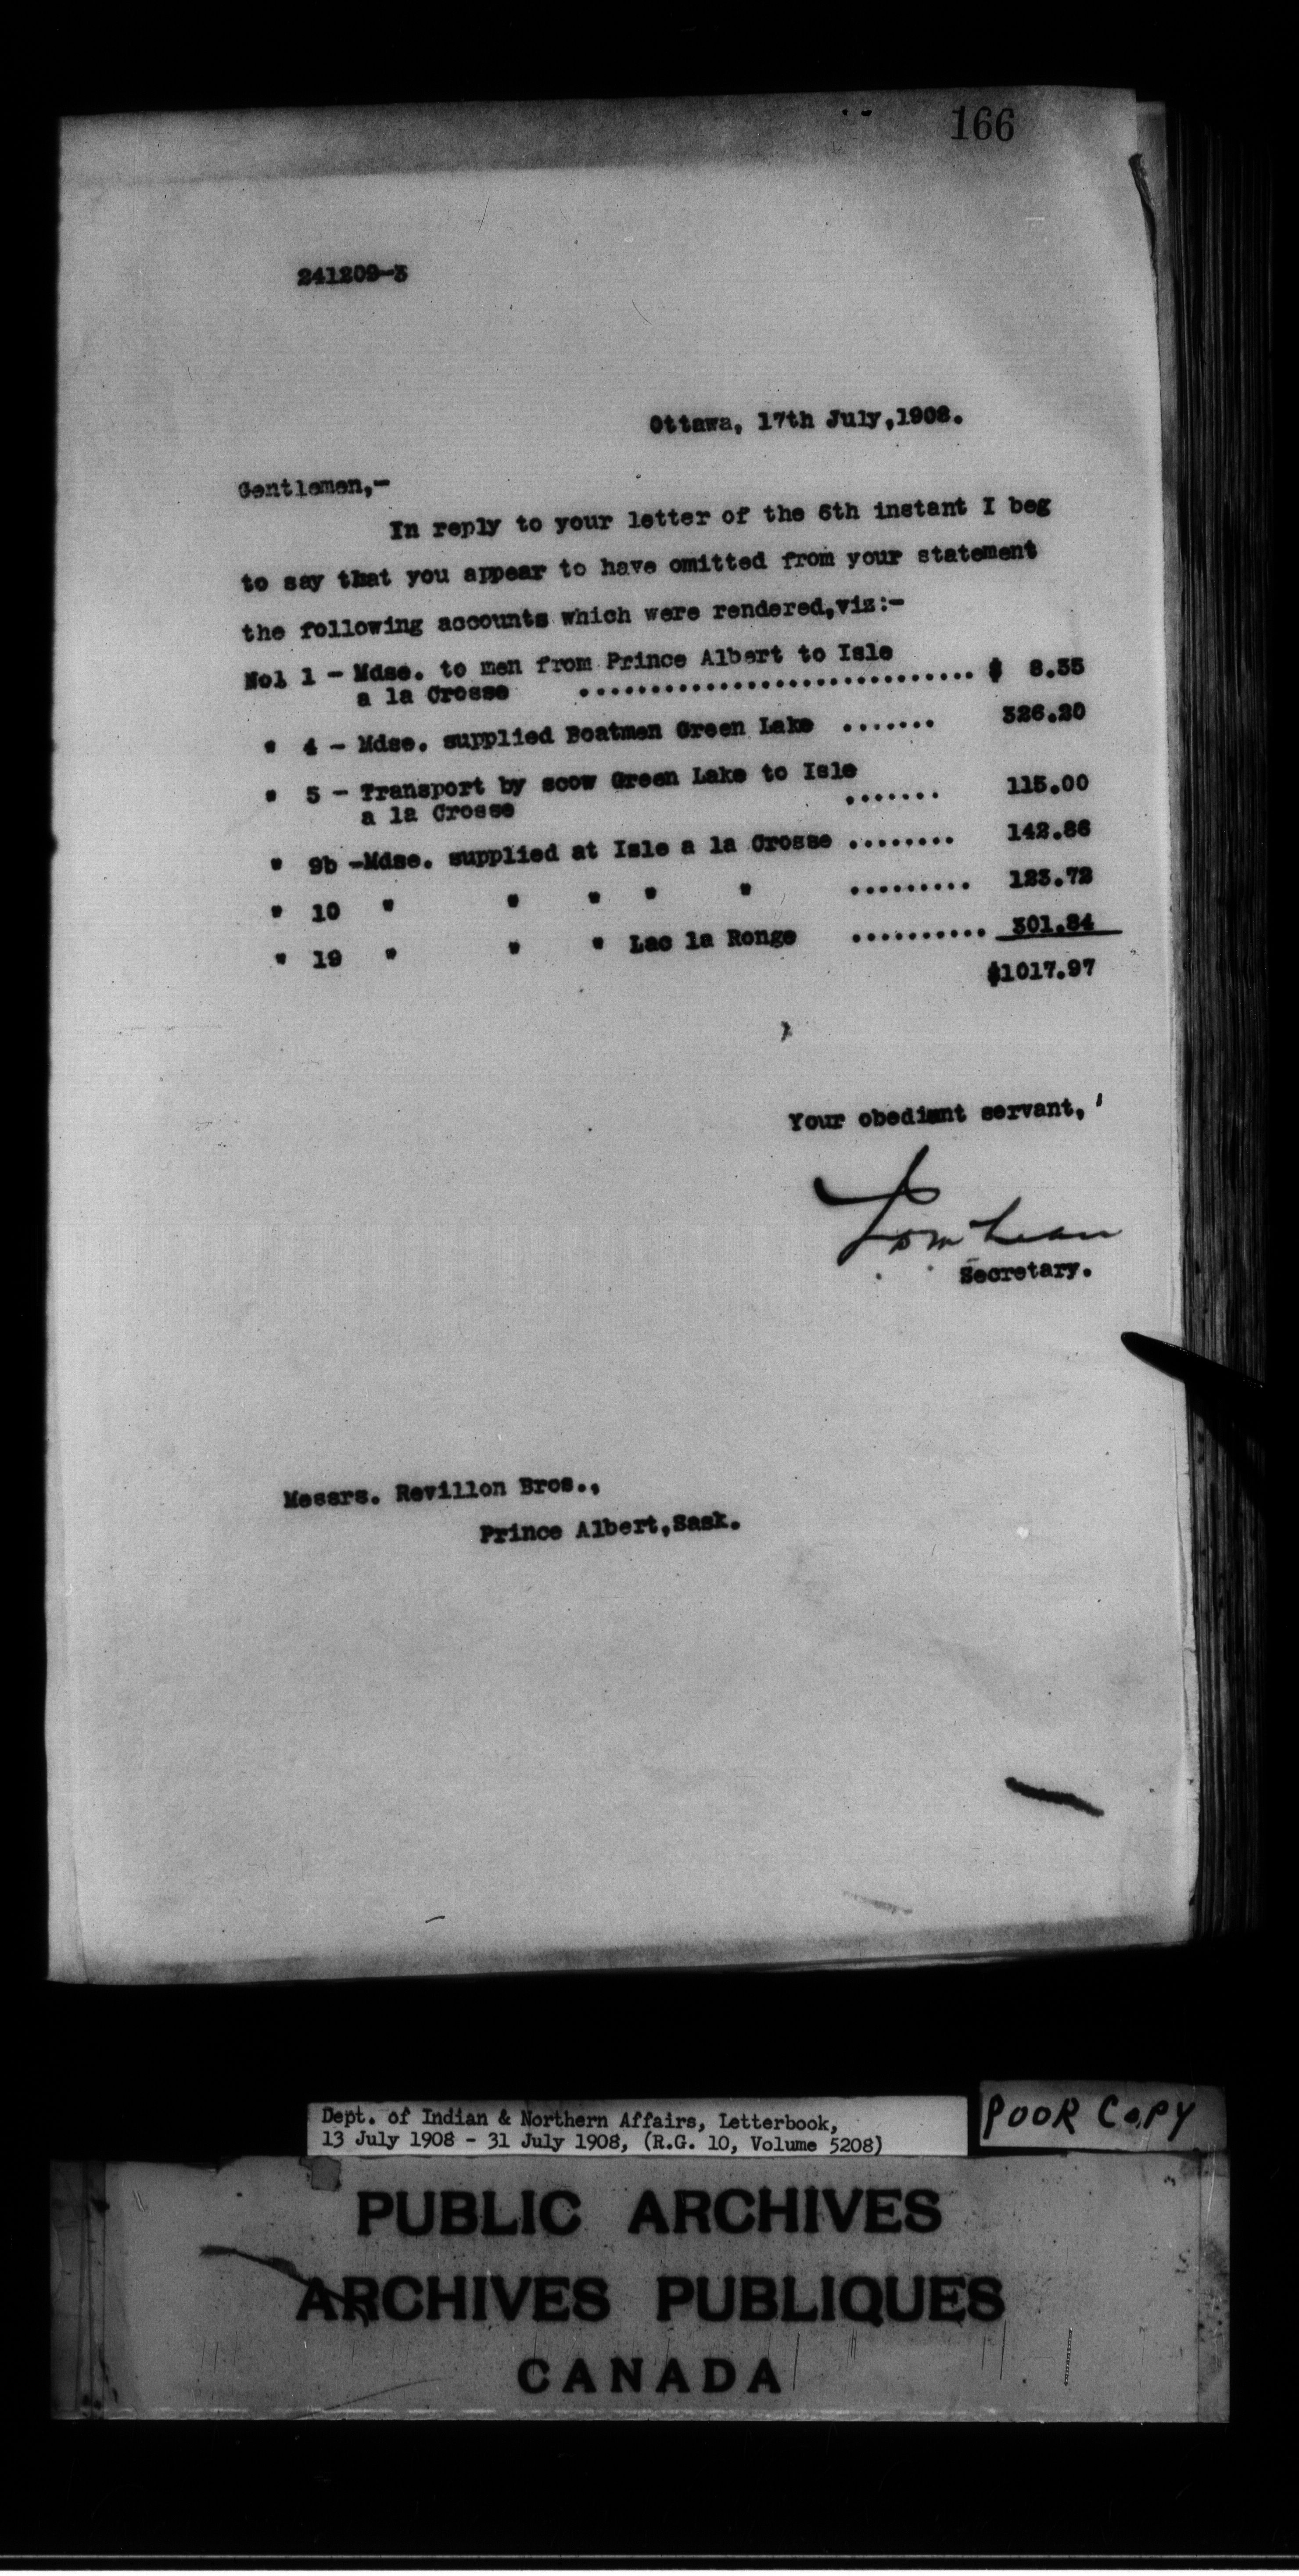 166
241209-3
Ottawa, 17th July,1908.
Gentlemen,-
In reply to your letter of the 6th instant I beg
to say that you appear to have omitted from your statement
the following accounts which were rendered,viz:-
No1 1 - Mdse. to men from Prince Albert to Isle
a la Crosse .............................. $ 8.35
" 4 - Mdse. supplied Boatmen Green Lake ....... 326.20
" 5 - Transport by scow Green Lake to Isle
a la Crosse ....... 115.00
" 9b -Mdse. supplied at Isle a la Crosse ........ 142.86
" 10 " " " " " ......... 123.72
" 19 " " " Lac la Ronge .......... 301.84
$1017.97
Your obedient servant,
Secretary.
Messrs. Revillon Bros.,
Prince Albert,Sask.
Dept. of Indian & Northern Affairs, Letterbook,
13 July 1908 - 31 July 1908, (R.G. 10, Volume 5208)
POOR COPY
PUBLIC ARCHIVES
ARCHIVES PUBLIQUES
CANADA